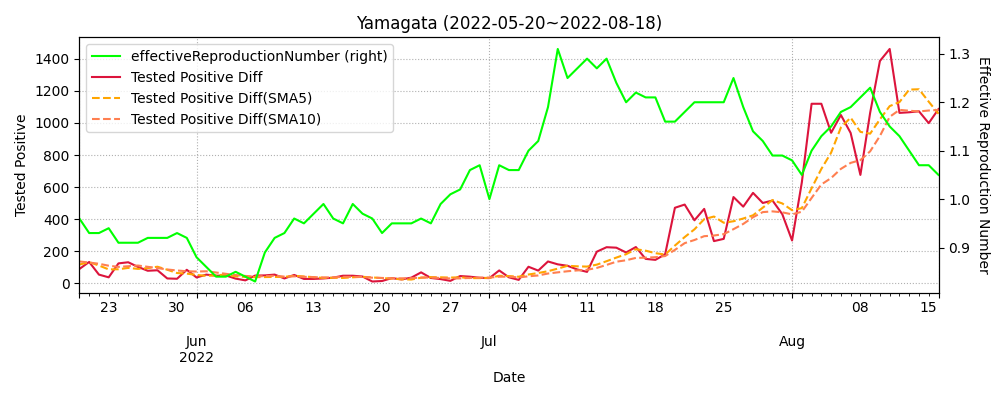 Yamagata (2022-05-20~2022-08-18)
effectiveReproductionNumber (right)
Tested Positive Diff
Tested Positive Diff(SMA5)
Tested Positive Diff(SMA10)
Tested Positive
1400
1200
1000
800
600
400
200
0
1.3
1.2
1.1
1.0
0.9
Effective Reproduction Number
23 30 06 13 20 27 04 11 18 25 08 15
Jun Jul Aug
2022
Date